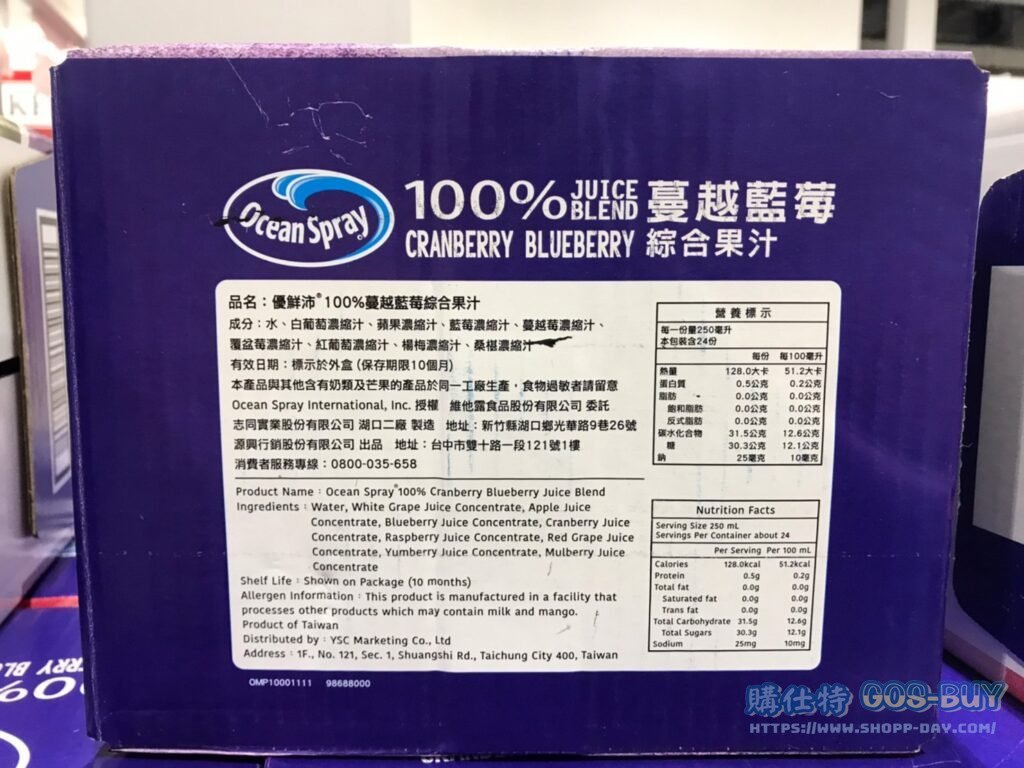 Ocean Spray
100% JUICE BLEND 蔓越藍莓
CRANBERRY BLUEBERRY 綜合果汁
品名：優鮮沛®100%蔓越藍莓綜合果汁
成分：水、白葡萄濃縮汁、蘋果濃縮汁、藍莓濃縮汁、蔓越莓濃縮汁、
覆盆莓濃縮汁、紅葡萄濃縮汁、楊梅濃縮汁、桑椹濃縮汁
有效日期：標示於外盒 (保存期限10個月)
本產品與其他含有奶類及芒果的產品於同一工廠生產，食物過敏者請留意
Ocean Spray International, Inc. 授權 維他露食品股份有限公司 委託
志同實業股份有限公司 湖口二廠 製造 地址：新竹縣湖口鄉光華路9巷26號
源興行銷股份有限公司 出品 地址：台中市雙十路一段121號1樓
消費者服務專線：0800-035-658
營養標示
每一份量250毫升
本包裝含24份
每份 每100毫升
熱量 128.0大卡 51.2大卡
蛋白質 0.5公克 0.2公克
脂肪 0.0公克 0.0公克
飽和脂肪 0.0公克 0.0公克
反式脂肪 0.0公克 0.0公克
碳水化合物 31.5公克 12.6公克
糖 30.3公克 12.1公克
鈉 25毫克 10毫克
Product Name：Ocean Spray®100% Cranberry Blueberry Juice Blend
Ingredients：Water, White Grape Juice Concentrate, Apple Juice
Concentrate, Blueberry Juice Concentrate, Cranberry Juice
Concentrate, Raspberry Juice Concentrate, Red Grape Juice
Concentrate, Yumberry Juice Concentrate, Mulberry Juice
Concentrate
Shelf Life：Shown on Package (10 months)
Allergen Information：This product is manufactured in a facility that
processes other products which may contain milk and mango.
Product of Taiwan
Distributed by：YSC Marketing Co., Ltd
Address：1F., No. 121, Sec. 1, Shuangshi Rd., Taichung City 400, Taiwan
Nutrition Facts
Serving Size 250 mL
Servings Per Container about 24
Per Serving Per 100 mL
Calories 128.0kcal 51.2kcal
Protein 0.5g 0.2g
Total fat 0.0g 0.0g
Saturated fat 0.0g 0.0g
Trans fat 0.0g 0.0g
Total Carbohydrate 31.5g 12.6g
Total Sugars 30.3g 12.1g
Sodium 25mg 10mg
OMP10001111 98688000
購仕特 GOS-BUY
HTTPS://WWW.SHOPP-DAY.COM/